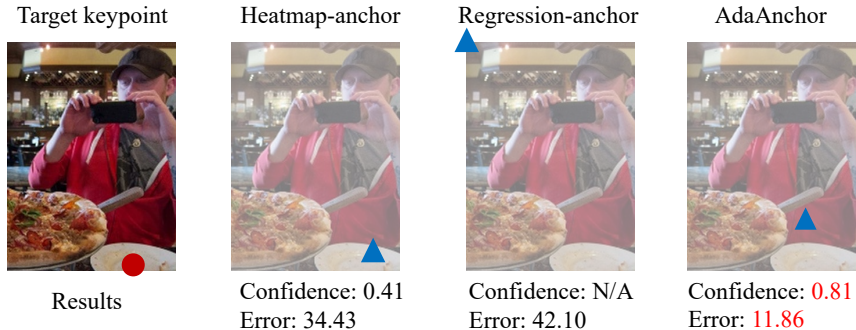 Target keypoint
Heatmap-anchor
Regression-anchor
AdaAnchor
Results
Confidence: 0.41
Error: 34.43
Confidence: N/A
Error: 42.10
Confidence: 0.81
Error: 11.86